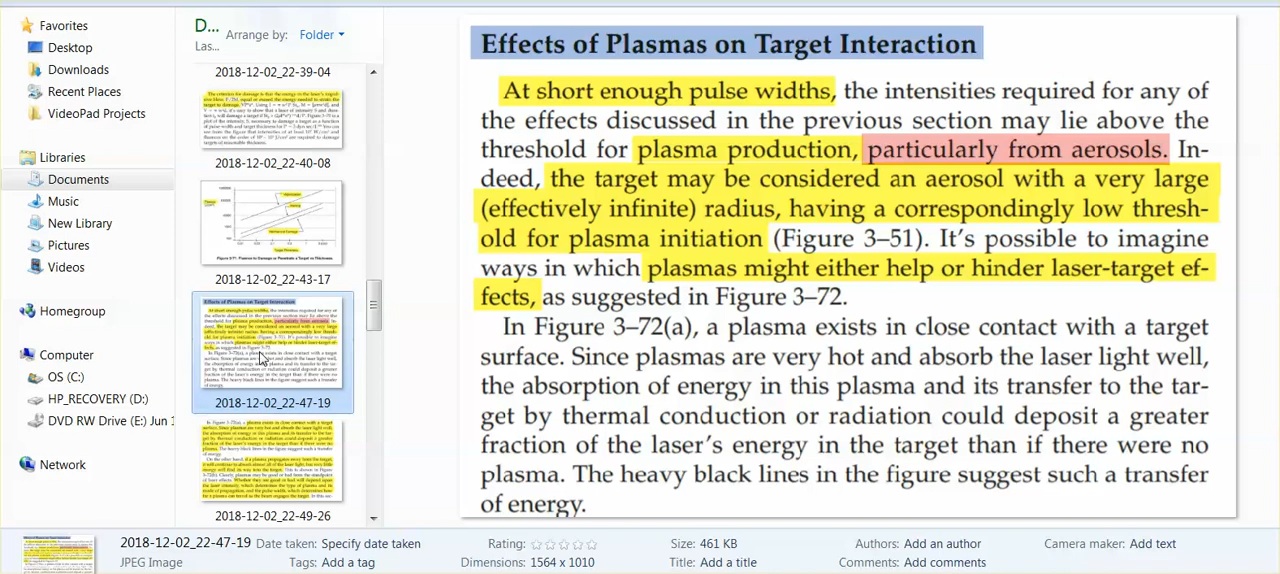 Favorites
Desktop
Downloads
Recent Places
VideoPad Projects
Libraries
Documents
Music
New Library
Pictures
Videos
Homegroup
Computer
OS (C:)
HP_RECOVERY (D:)
DVD RW Drive (E:) Jun 1
Network
D...
Las...
Arrange by: Folder
2018-12-02_22-39-04
2018-12-02_22-40-08
2018-12-02_22-43-17
Effects of Plasmas on Target Interaction
2018-12-02_22-47-19
2018-12-02_22-49-26
Effects of Plasmas on Target Interaction
At short enough pulse widths, the intensities required for any of
the effects discussed in the previous section may lie above the
threshold for plasma production, particularly from aerosols. In-
deed, the target may be considered an aerosol with a very large
(effectively infinite) radius, having a correspondingly low thresh-
old for plasma initiation (Figure 3–51). It's possible to imagine
ways in which plasmas might either help or hinder laser-target ef-
fects, as suggested in Figure 3–72.
In Figure 3–72(a), a plasma exists in close contact with a target
surface. Since plasmas are very hot and absorb the laser light well,
the absorption of energy in this plasma and its transfer to the tar-
get by thermal conduction or radiation could deposit a greater
fraction of the laser's energy in the target than if there were no
plasma. The heavy black lines in the figure suggest such a transfer
of energy.
2018-12-02_22-47-19
JPEG Image
Date taken: Specify date taken
Tags: Add a tag
Rating:
Dimensions: 1564 x 1010
Size: 461 KB
Title: Add a title
Authors: Add an author
Comments: Add comments
Camera maker: Add text